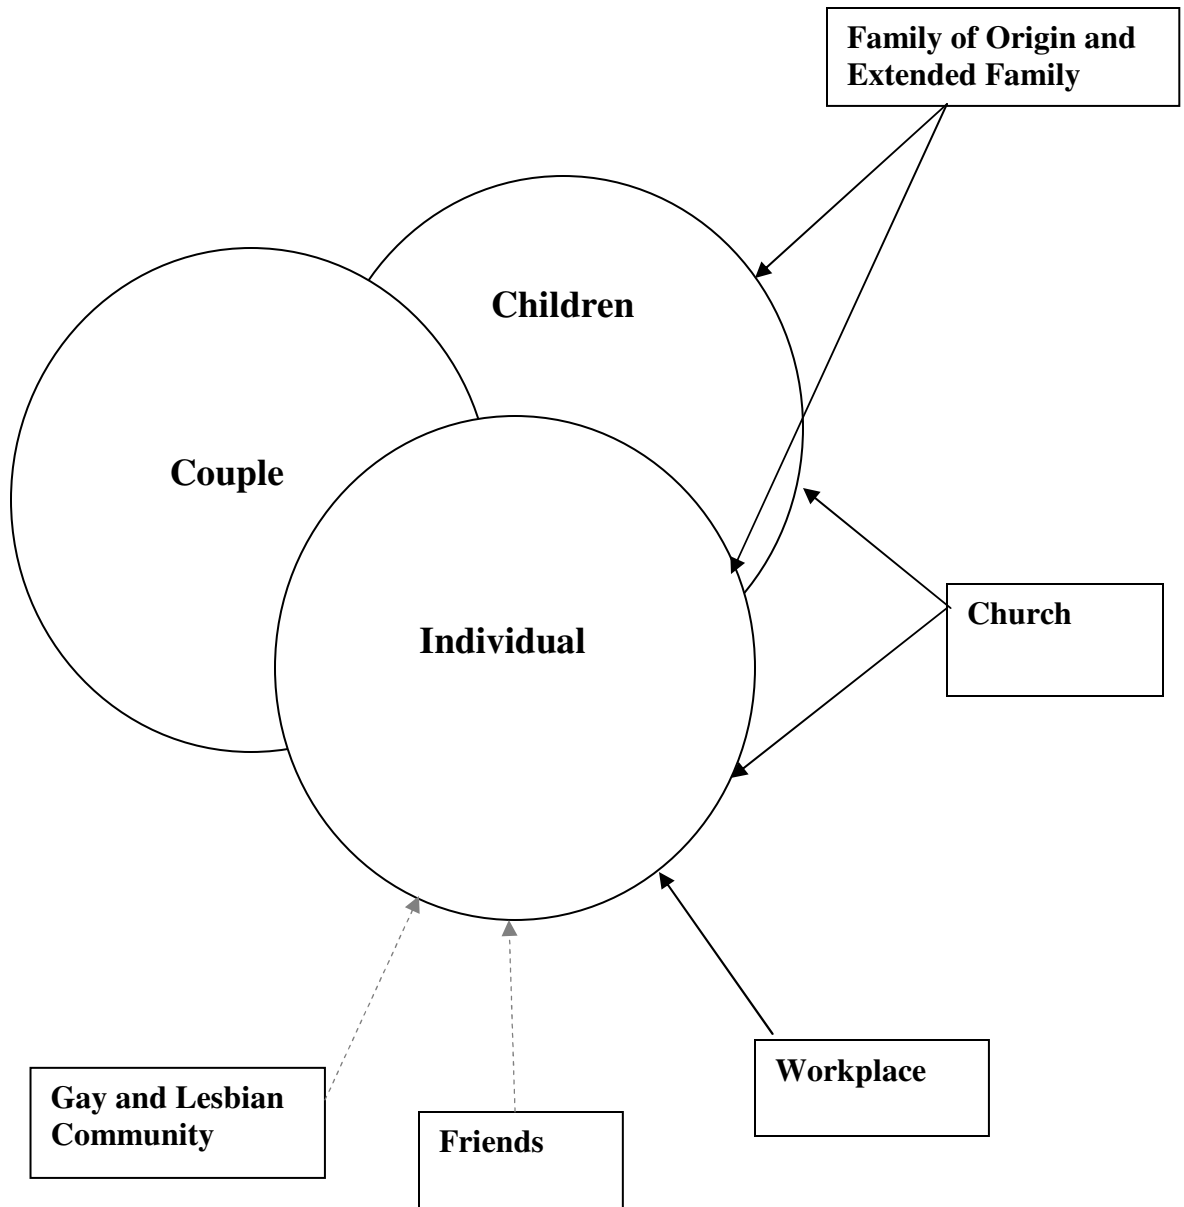 Family of Origin and
Extended Family
Children
Couple
Individual
Church
Workplace
Gay and Lesbian
Community
Friends